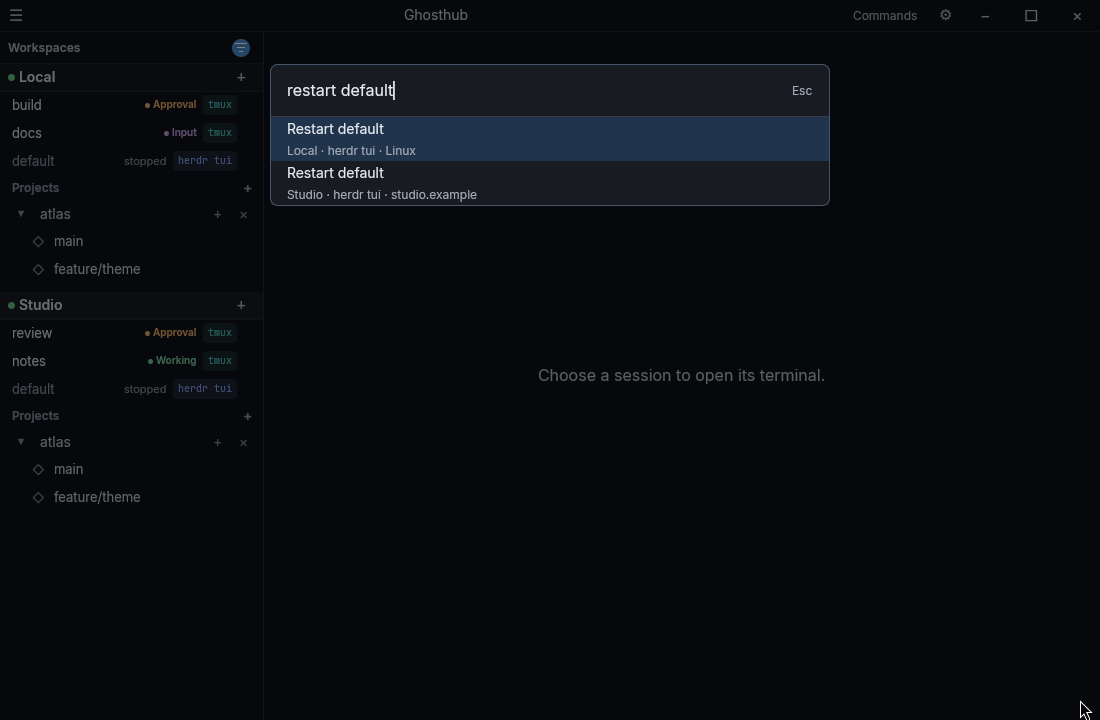 Ghosthub
Commands
Workspaces
Local
build Approval tmux
docs Input tmux
default stopped herdr tui
Projects
atlas
main
feature/theme
Studio
review Approval tmux
notes Working tmux
default stopped herdr tui
Projects
atlas
main
feature/theme
restart default Esc
Restart default
Local · herdr tui · Linux
Restart default
Studio · herdr tui · studio.example
Choose a session to open its terminal.